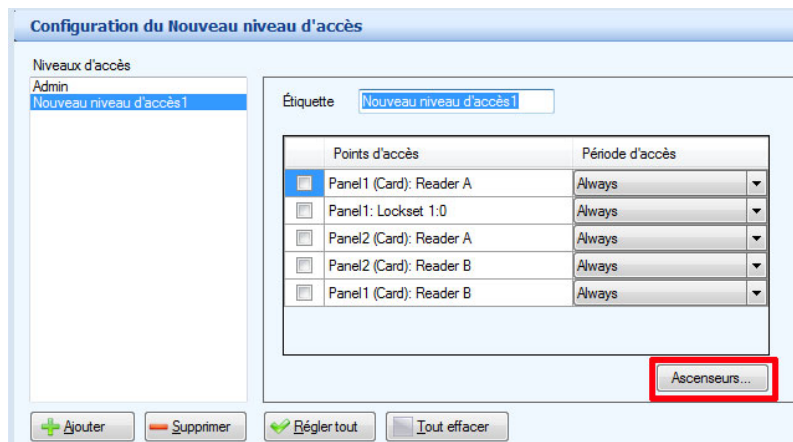 Configuration du Nouveau niveau d'accès
Niveaux d'accès
Admin
Nouveau niveau d'accès1
Étiquette Nouveau niveau d'accès1
Points d'accès Période d'accès
Panel1 (Card): Reader A Always
Panel1: Lockset 1:0 Always
Panel2 (Card): Reader A Always
Panel2 (Card): Reader B Always
Panel1 (Card): Reader B Always
Ascenseurs...
Ajouter Supprimer Régler tout Tout effacer